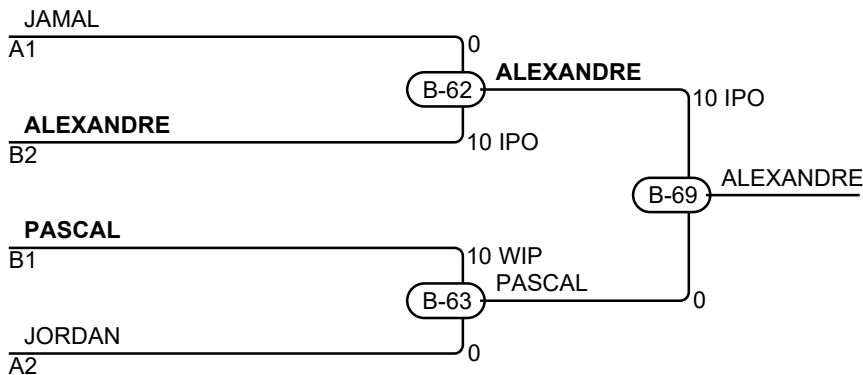 JAMAL
A1
0
B-62
ALEXANDRE
ALEXANDRE
B2
10 IPO
10 IPO
B-69
ALEXANDRE
PASCAL
B1
10 WIP
B-63
PASCAL
0
JORDAN
A2
0